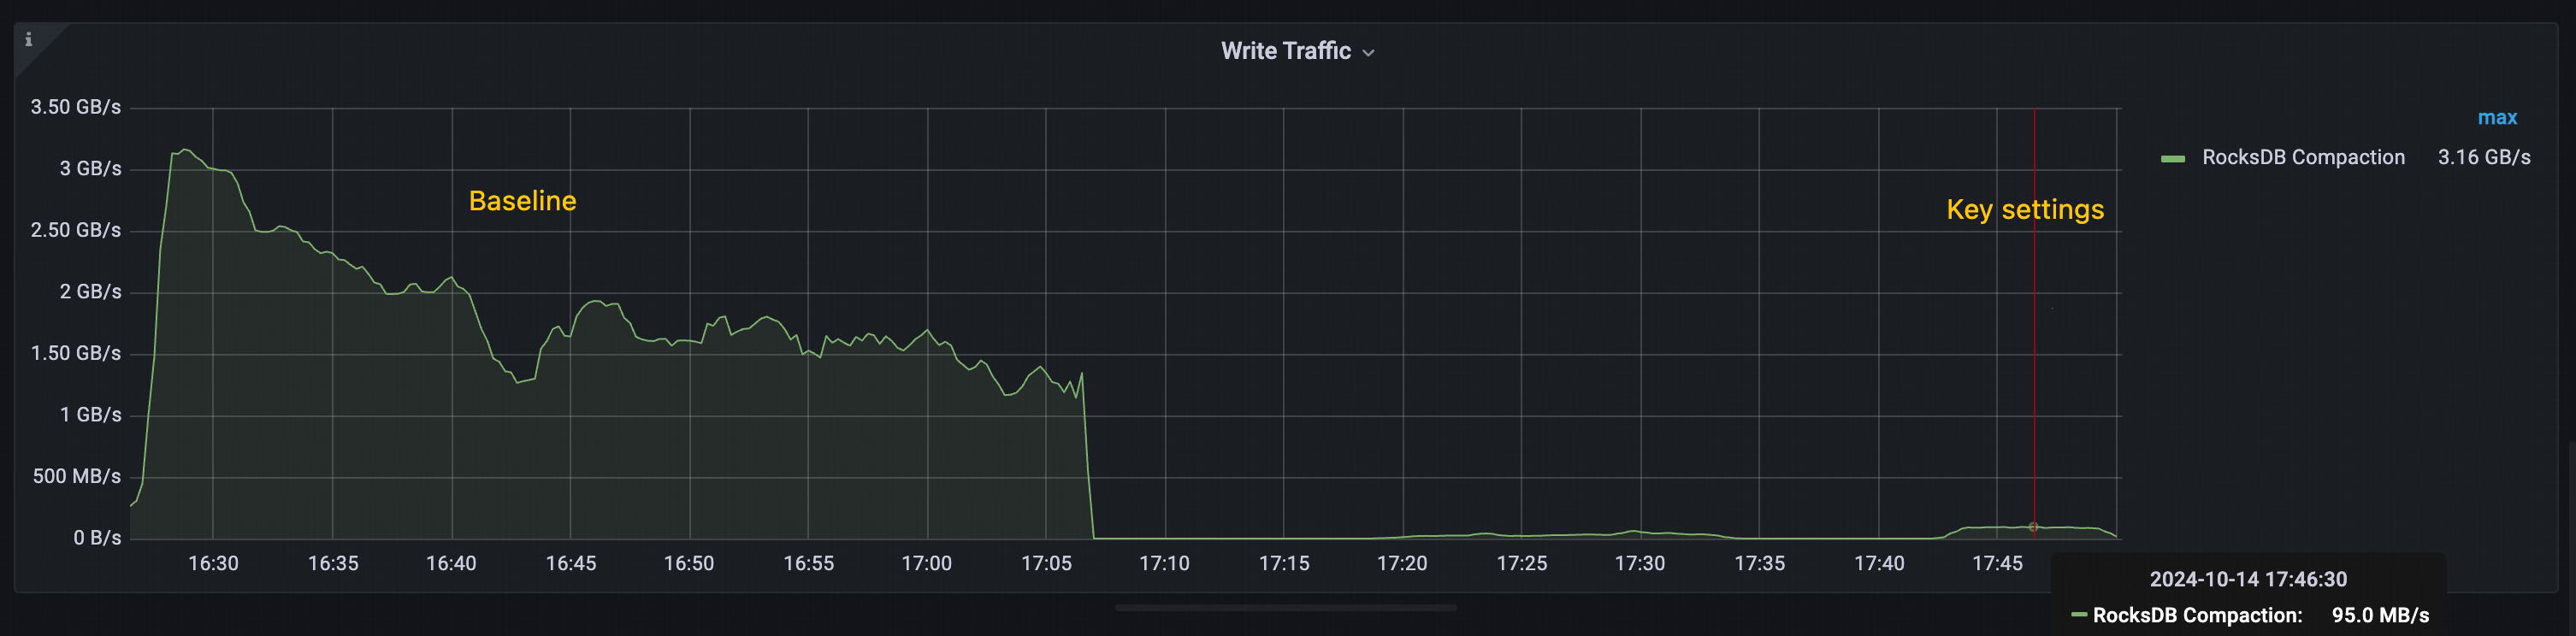 i
Write Traffic
3.50 GB/s
3 GB/s
2.50 GB/s
2 GB/s
1.50 GB/s
1 GB/s
500 MB/s
0 B/s
Baseline
Key settings
16:30 16:35 16:40 16:45 16:50 16:55 17:00 17:05 17:10 17:15 17:20 17:25 17:30 17:35 17:40 17:45
max
RocksDB Compaction 3.16 GB/s
2024-10-14 17:46:30
RocksDB Compaction: 95.0 MB/s